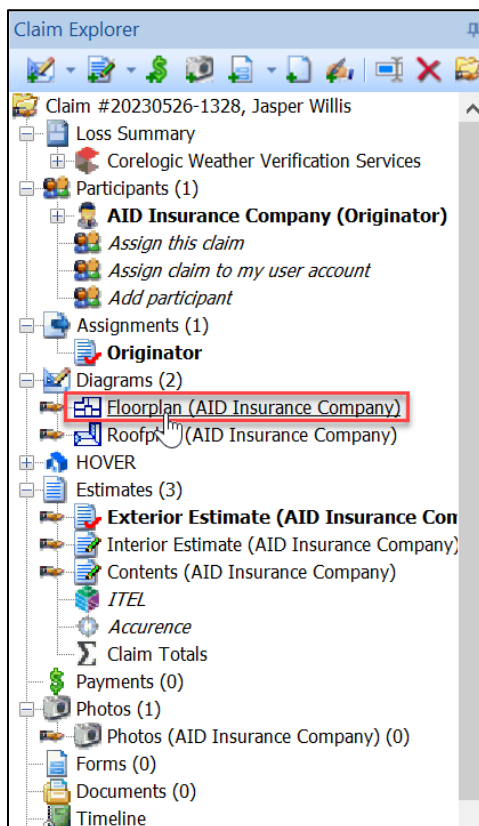 Claim Explorer
Claim #20230526-1328, Jasper Willis
Loss Summary
Corelogic Weather Verification Services
Participants (1)
AID Insurance Company (Originator)
Assign this claim
Assign claim to my user account
Add participant
Assignments (1)
Originator
Diagrams (2)
Floorplan (AID Insurance Company)
(AID Insurance Company)
HOVER
Estimates (3)
Exterior Estimate (AID Insurance Com
Interior Estimate (AID Insurance Company)
Contents (AID Insurance Company)
ITEL
Accurence
Claim Totals
Payments (0)
Photos (1)
Photos (AID Insurance Company) (0)
Forms (0)
Documents (0)
Timeline